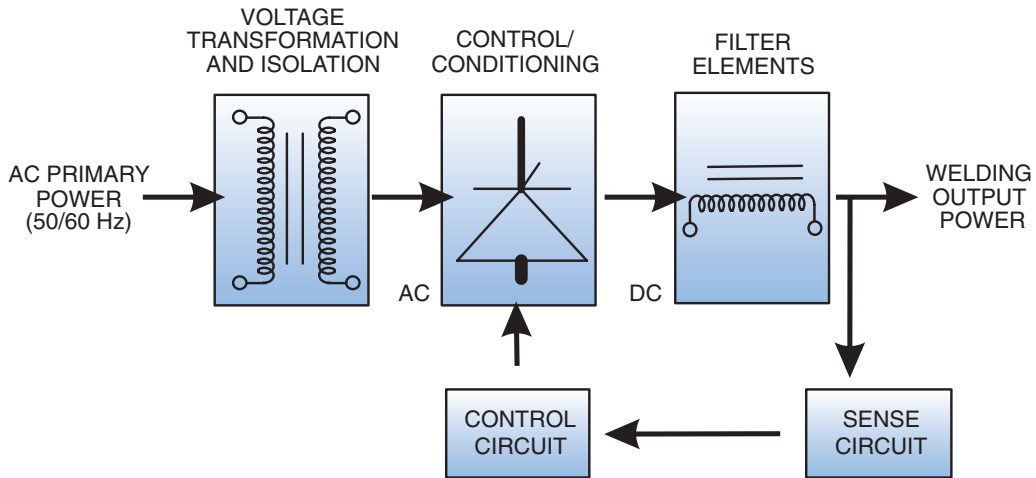 VOLTAGE
TRANSFORMATION
AND ISOLATION
CONTROL/
CONDITIONING
FILTER
ELEMENTS
AC PRIMARY
POWER
(50/60 Hz)
WELDING
OUTPUT
POWER
AC
DC
CONTROL
CIRCUIT
SENSE
CIRCUIT